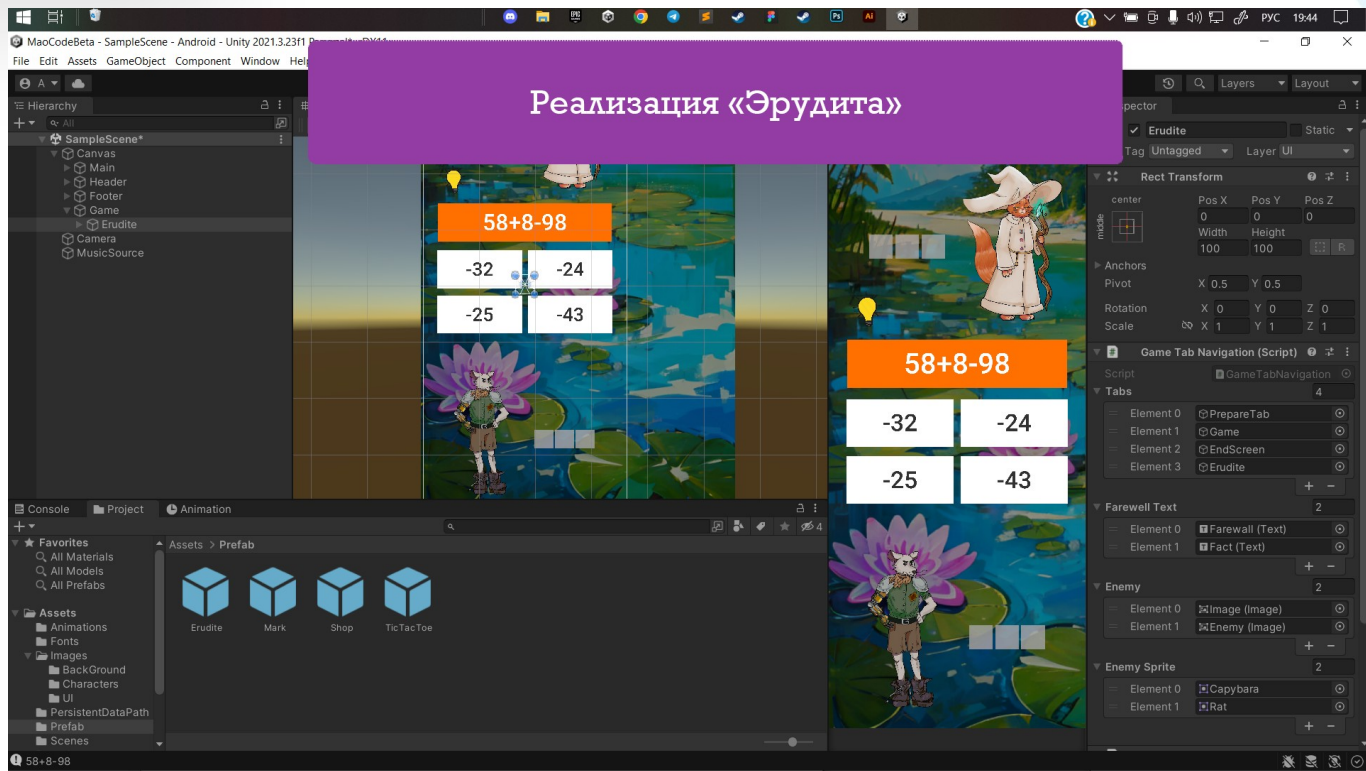 РУС 19:44
MaoCodeBeta - SampleScene - Android - Unity 2021.3.23f1
File Edit Assets GameObject Component Window
Реализация «Эрудита»
A
Layers
Layout
Hierarchy
All
SampleScene*
Canvas
Main
Header
Footer
Game
Erudite
Camera
MusicSource
58+8-98
-32 -24
-25 -43
58+8-98
-32 -24
-25 -43
Erudite Static
Tag Untagged Layer UI
Rect Transform
center Pos X Pos Y Pos Z
middle 0 0 0
Width Height
100 100 R
Anchors
Pivot X 0.5 Y 0.5
Rotation X 0 Y 0 Z 0
Scale X 1 Y 1 Z 1
# Game Tab Navigation (Script)
Script GameTabNavigation
Tabs 4
Element 0 PrepareTab
Element 1 Game
Element 2 EndScreen
Element 3 Erudite
+ −
Farewell Text 2
Element 0 Farewall (Text)
Element 1 Fact (Text)
+ −
Enemy 2
Element 0 Image (Image)
Element 1 Enemy (Image)
+ −
Enemy Sprite 2
Element 0 Capybara
Element 1 Rat
+ −
Console Project Animation
4
Favorites
All Materials
All Models
All Prefabs
Assets
Animations
Fonts
Images
BackGround
Characters
UI
PersistentDataPath
Prefab
Scenes
Assets > Prefab
Erudite Mark Shop TicTacToe
58+8-98